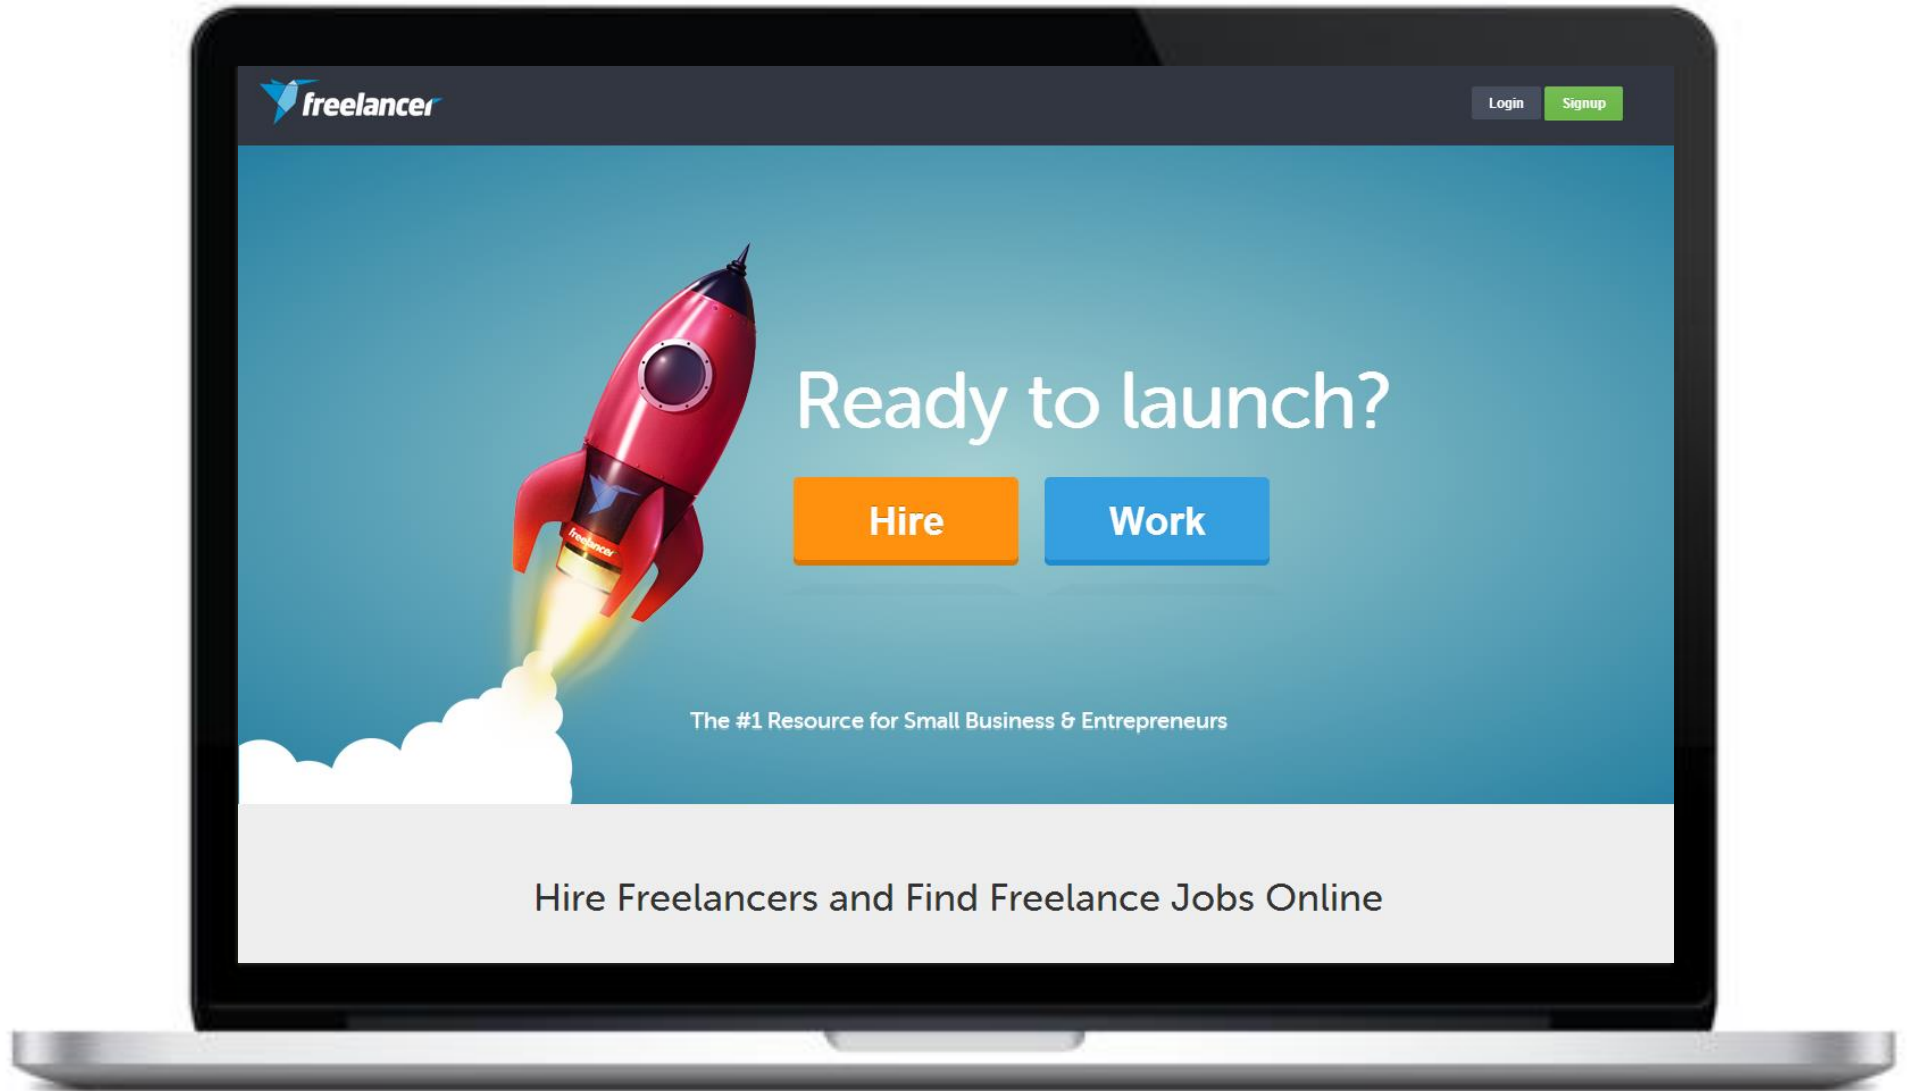 freelancer
Login
Signup
Ready to launch?
Hire
Work
freelancer
The #1 Resource for Small Business & Entrepreneurs
Hire Freelancers and Find Freelance Jobs Online